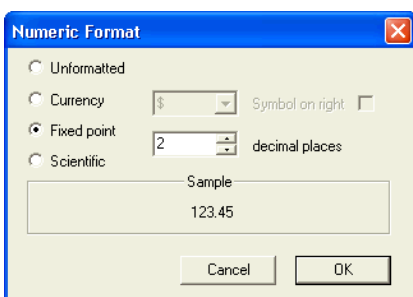 Numeric Format
Unformatted
Currency $ Symbol on right
Fixed point 2 decimal places
Scientific
Sample
123.45
Cancel OK